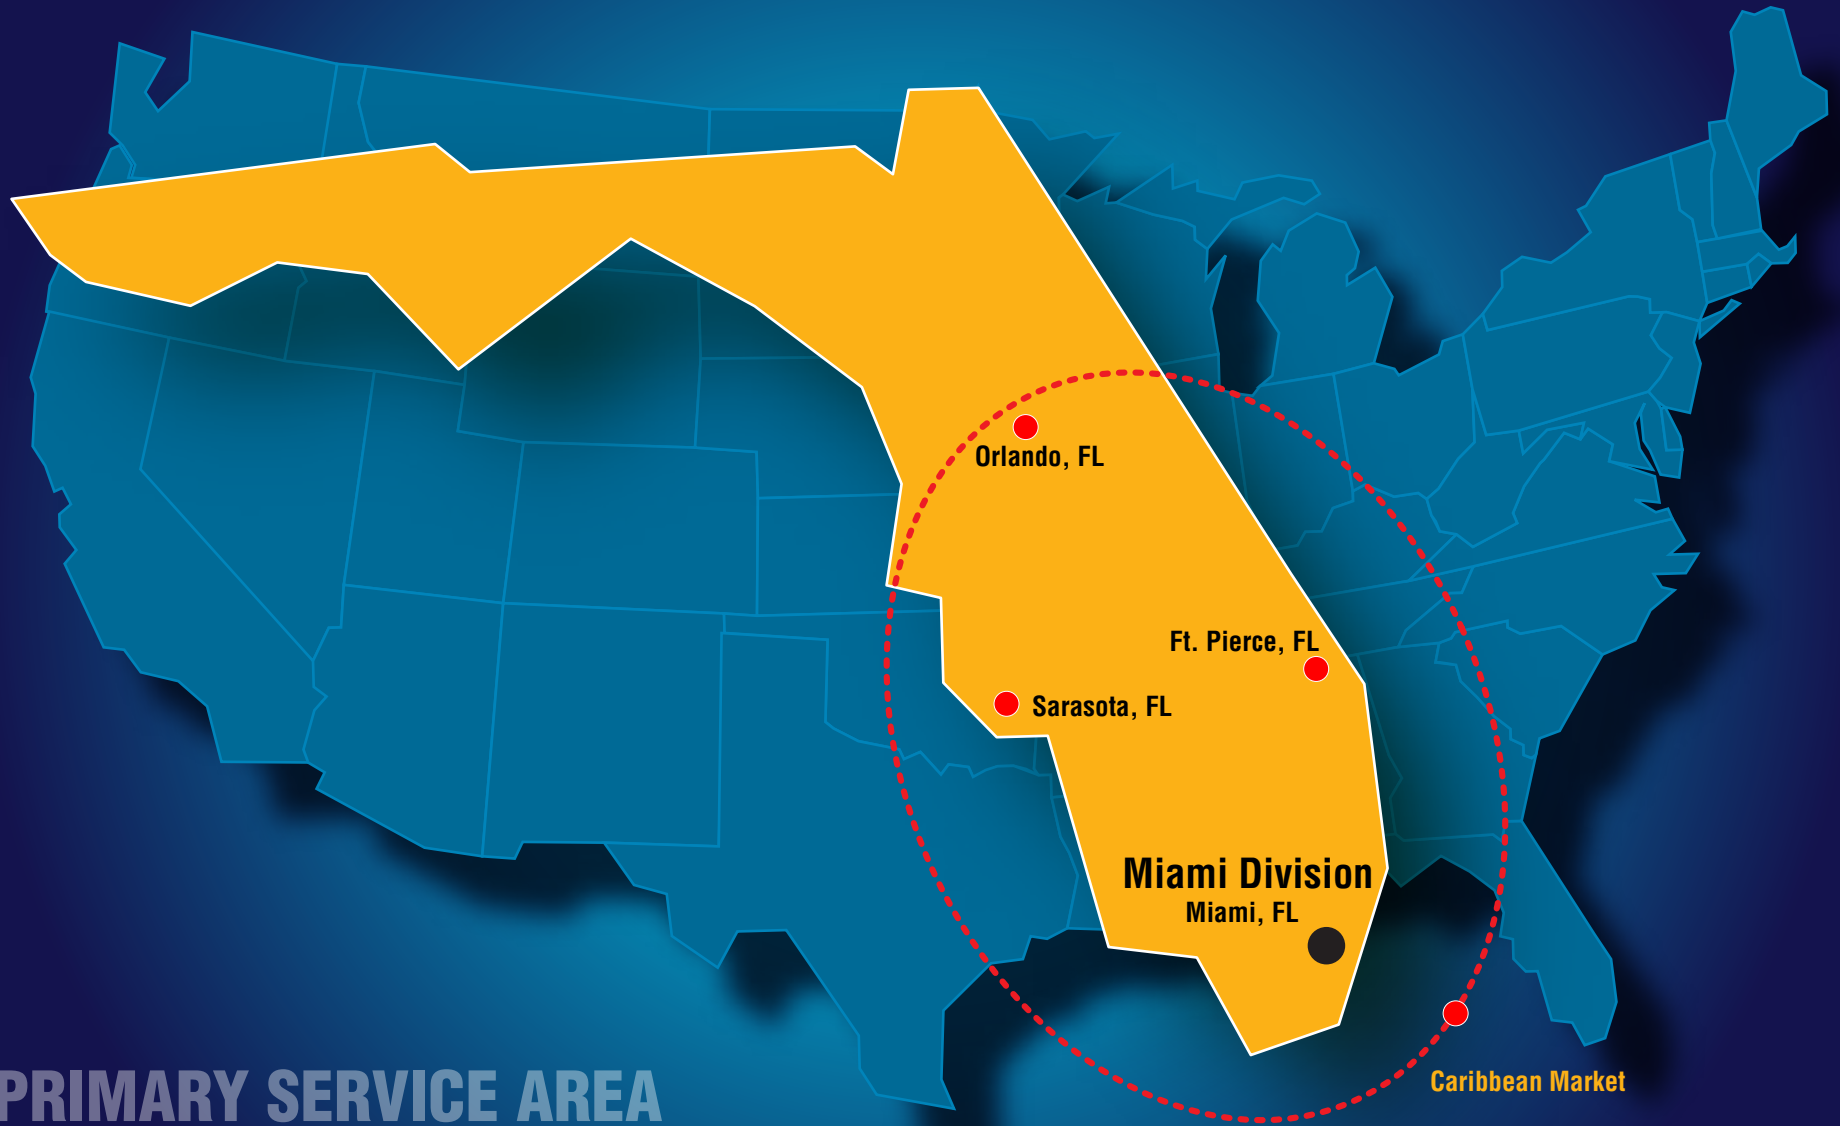 Orlando, FL
Ft. Pierce, FL
Sarasota, FL
Miami Division
Miami, FL
Caribbean Market
PRIMARY SERVICE AREA